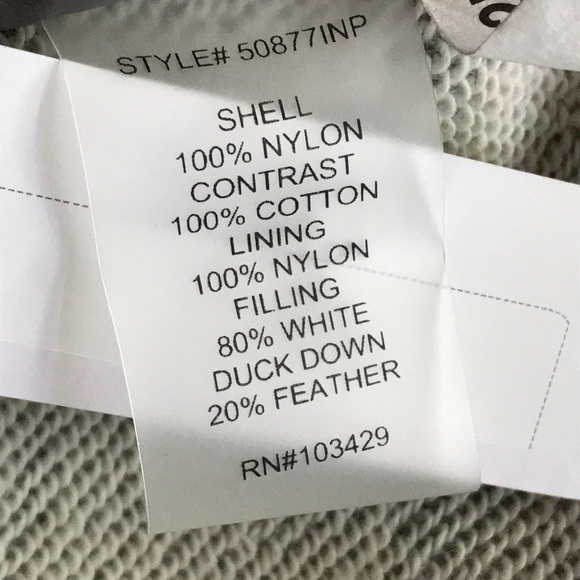 STYLE# 50877INP
SHELL
100% NYLON
CONTRAST
100% COTTON
LINING
100% NYLON
FILLING
80% WHITE
DUCK DOWN
20% FEATHER
RN#103429